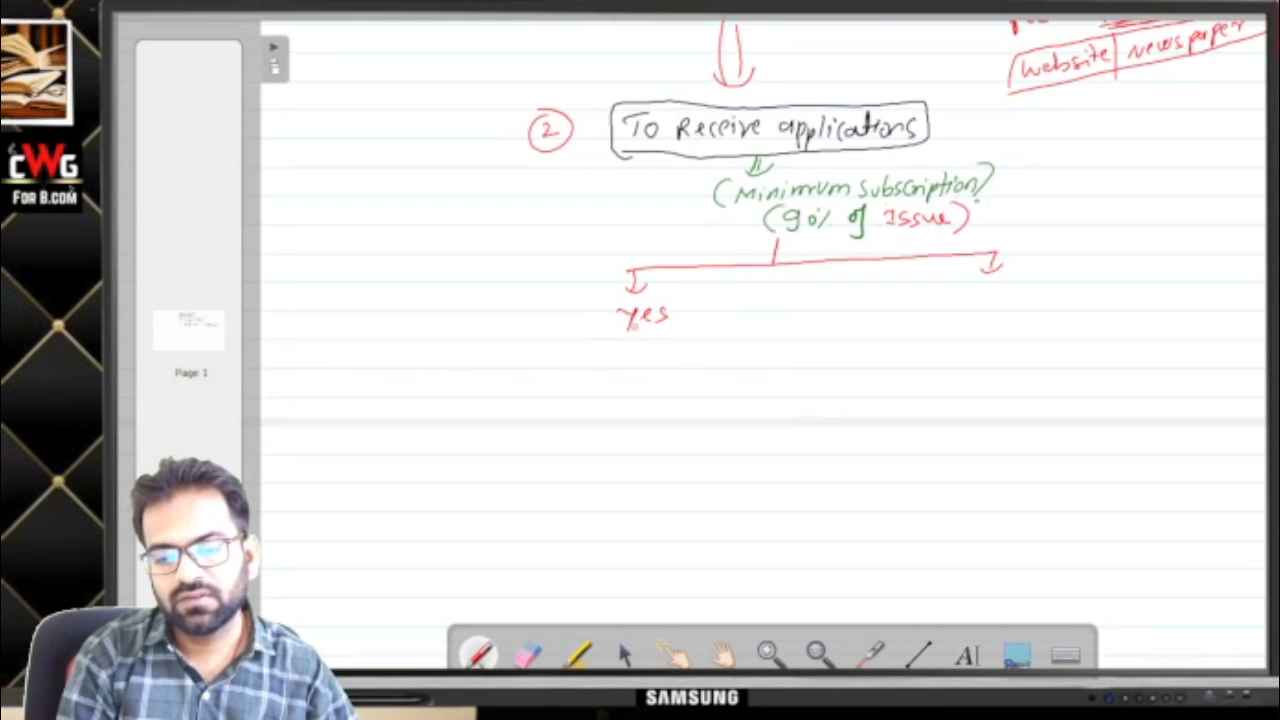 Website | Newspaper
2 To Receive applications
(Minimum subscription)
(90% of Issue)
Yes
Page 1
CWG
FOR B.COM
A
SAMSUNG